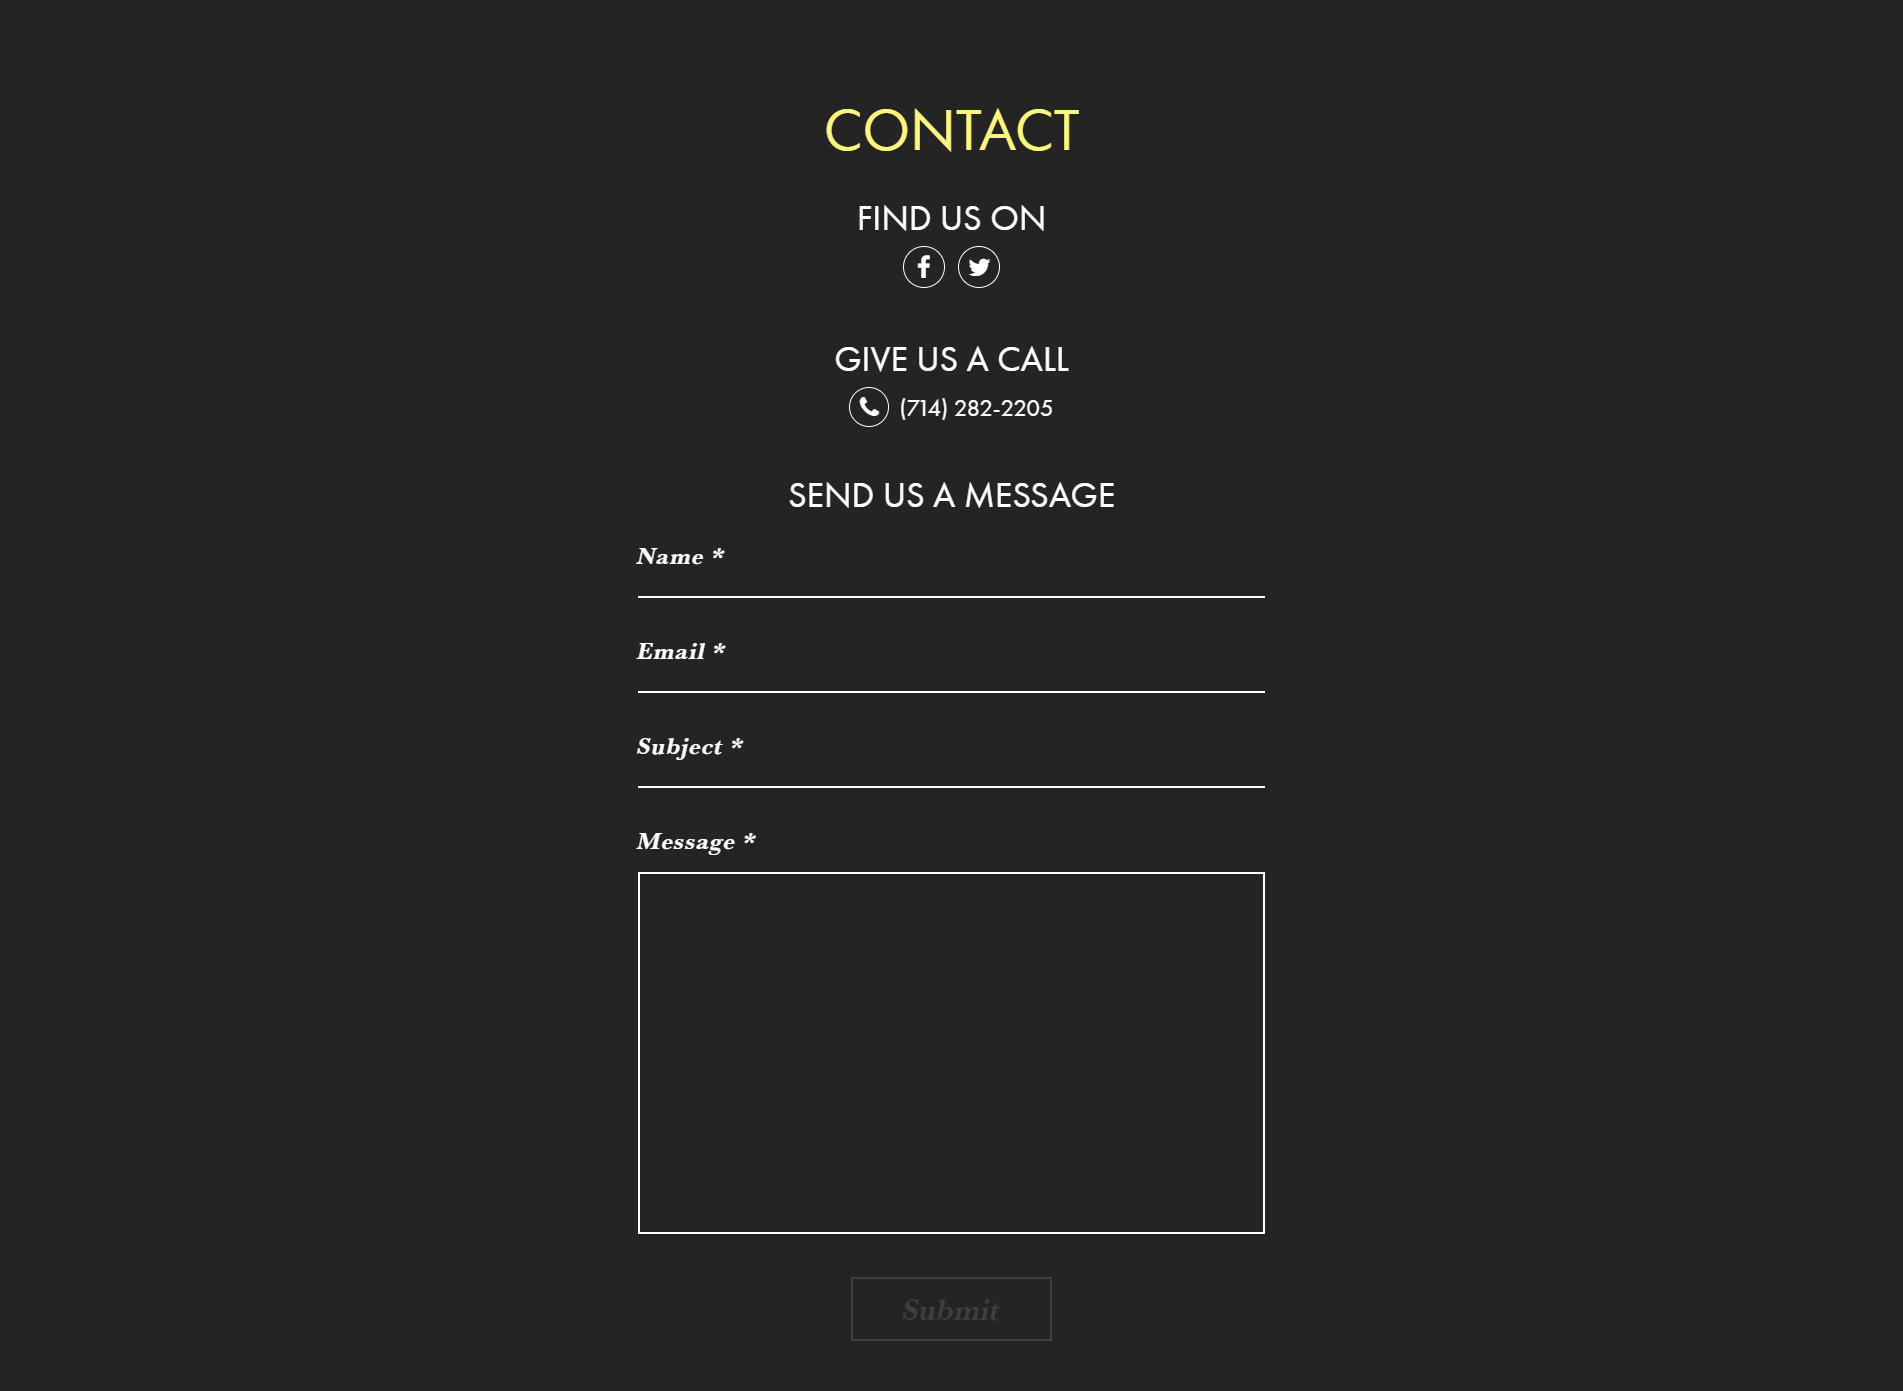 CONTACT
FIND US ON
GIVE US A CALL
(714) 282-2205
SEND US A MESSAGE
Name *
Email *
Subject *
Message *
Submit